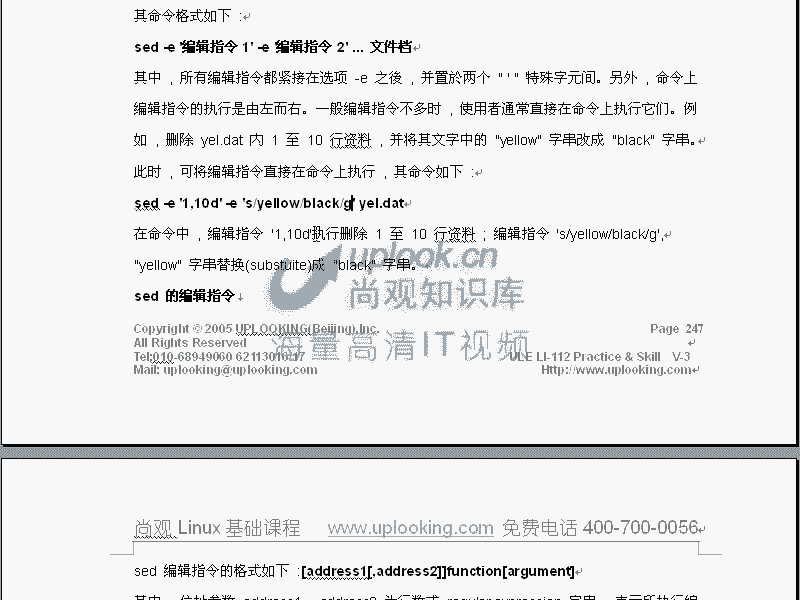 其命令格式如下 :
sed -e '编辑指令1' -e '编辑指令 2' ... 文件档
其中 , 所有编辑指令都紧接在选项 -e 之後 , 并置於两个 " ' " 特殊字元间。另外 , 命令上
编辑指令的执行是由左而右。一般编辑指令不多时 , 使用者通常直接在命令上执行它们。例
如 , 删除 yel.dat 内 1 至 10 行资料 , 并将其文字中的 "yellow" 字串改成 "black" 字串。
此时 , 可将编辑指令直接在命令上执行 , 其命令如下 :
sed -e '1,10d' -e 's/yellow/black/g' yel.dat
在命令中 , 编辑指令 '1,10d'执行删除 1 至 10 行资料 ; 编辑指令 's/yellow/black/g',
"yellow" 字串替换(substuite)成 "black" 字串。
uplook.cn
尚观知识库
sed 的编辑指令
Copyright © 2005 UPLOOKING(Beijing),Inc. Page 247
All Rights Reserved
海量高清IT视频
Tel:010-68949060 62113016/17 ULE LI-112 Practice & Skill V-3
Mail: uplooking@uplooking.com Http://www.uplooking.com
尚观 Linux 基础课程 www.uplooking.com 免费电话 400-700-0056
sed 编辑指令的格式如下 :[address1[,address2]]function[argument]